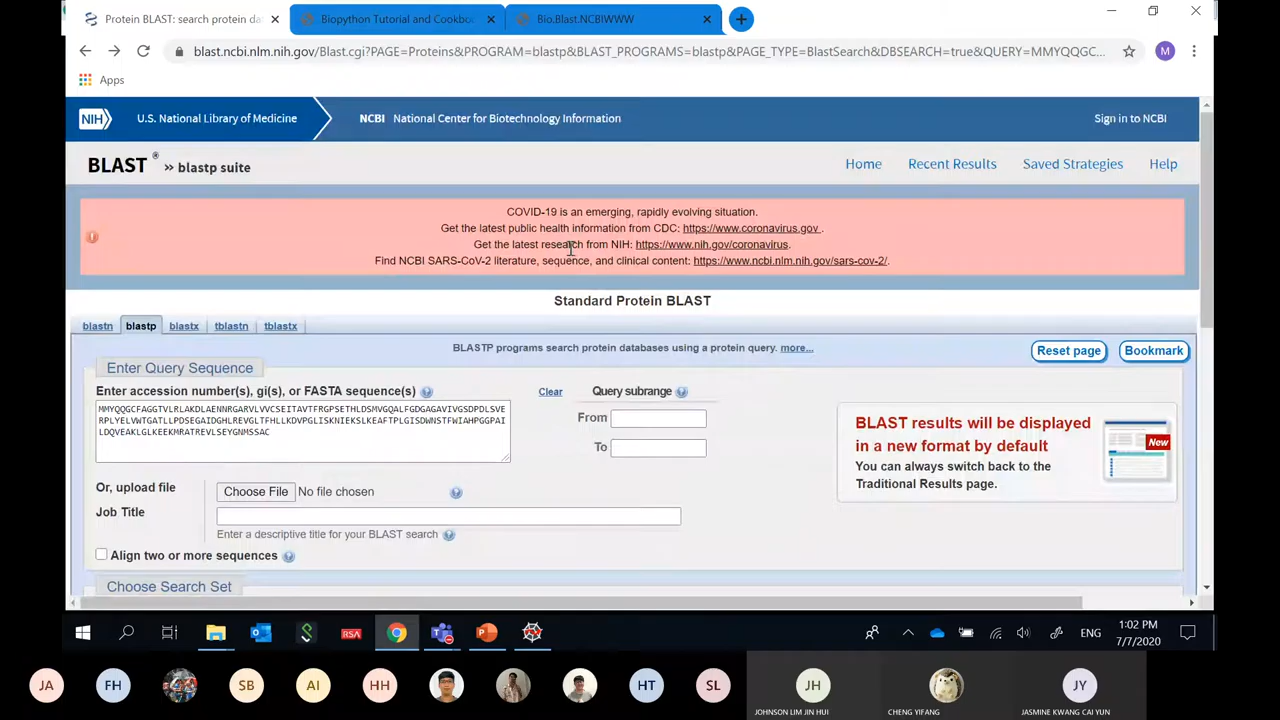 Protein BLAST: search protein da
Biopython Tutorial and Cookbo
Bio.Blast.NCBIWWW
blast.ncbi.nlm.nih.gov/Blast.cgi?PAGE=Proteins&PROGRAM=blastp&BLAST_PROGRAMS=blastp&PAGE_TYPE=BlastSearch&DBSEARCH=true&QUERY=MMYQQGC...
M
Apps
NIH
U.S. National Library of Medicine
NCBI National Center for Biotechnology Information
Sign in to NCBI
BLAST ® » blastp suite
Home
Recent Results
Saved Strategies
Help
COVID-19 is an emerging, rapidly evolving situation.
Get the latest public health information from CDC: https://www.coronavirus.gov .
Get the latest research from NIH: https://www.nih.gov/coronavirus.
Find NCBI SARS-CoV-2 literature, sequence, and clinical content: https://www.ncbi.nlm.nih.gov/sars-cov-2/.
Standard Protein BLAST
blastn
blastp
blastx
tblastn
tblastx
BLASTP programs search protein databases using a protein query. more...
Reset page
Bookmark
Enter Query Sequence
Enter accession number(s), gi(s), or FASTA sequence(s)
Clear
Query subrange
MMYQQGCFAGGTVLRLAKDLAENNRGARVLVVCSEITAVTFRGPSETHLDSMVGQALFGDGAGAVIVGSDPDLSVE
RPLYELVWTGATLLPDSEGAIDGHLREVGLTFHLLKDVPGLISKNIEKSLKEAFTPLGISDWNSTFWIAHPGGPAI
LDQVEAKLGLKEEKMRATREVLSEYGNMSSAC
From
To
BLAST results will be displayed
in a new format by default
You can always switch back to the
Traditional Results page.
New
Or, upload file
Choose File No file chosen
Job Title
Enter a descriptive title for your BLAST search
Align two or more sequences
Choose Search Set
RSA
ENG
1:02 PM
7/7/2020
JA
FH
SB
AI
HH
HT
SL
JH
JY
JOHNSON LIM JIN HUI
CHENG YIFANG
JASMINE KWANG CAI YUN